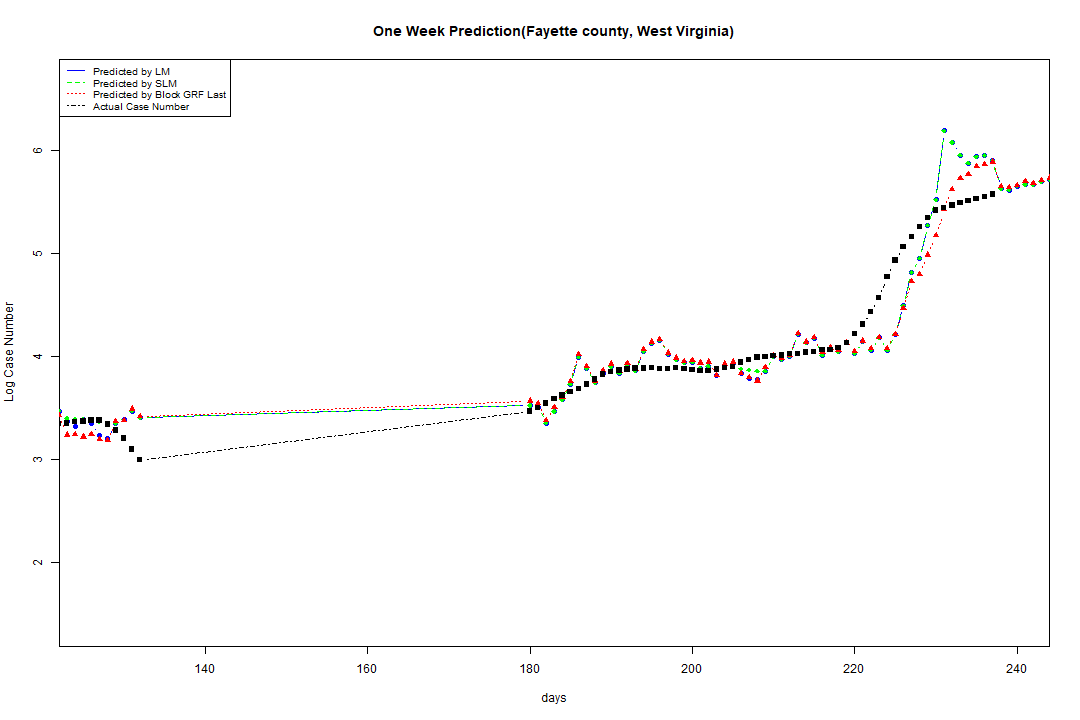 One Week Prediction(Fayette county, West Virginia)
Predicted by LM
Predicted by SLM
Predicted by Block GRF Last
Actual Case Number
6
5
4
3
2
Log Case Number
140 160 180 200 220 240
days